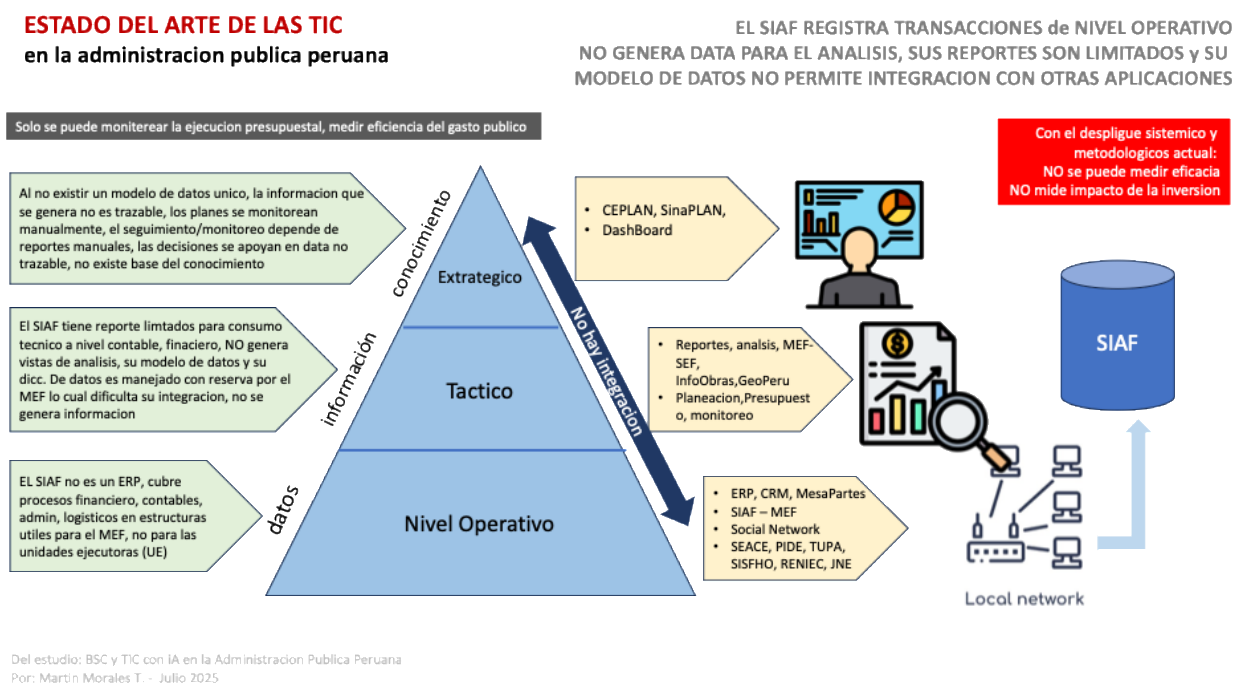 ESTADO DEL ARTE DE LAS TIC
en la administracion publica peruana
EL SIAF REGISTRA TRANSACCIONES de NIVEL OPERATIVO
NO GENERA DATA PARA EL ANALISIS, SUS REPORTES SON LIMITADOS y SU
MODELO DE DATOS NO PERMITE INTEGRACION CON OTRAS APLICACIONES
Solo se puede moniterear la ejecucion presupuestal, medir eficiencia del gasto publico
Con el despligue sistemico y
metodologicos actual:
NO se puede medir eficacia
NO mide impacto de la inversion
Al no existir un modelo de datos unico, la informacion que
se genera no es trazable, los planes se monitorean
manualmente, el seguimiento/monitoreo depende de
reportes manuales, las decisiones se apoyan en data no
trazable, no existe base del conocimiento
conocimiento
Extrategico
CEPLAN, SinaPLAN,
DashBoard
El SIAF tiene reporte limtados para consumo
tecnico a nivel contable, finaciero, NO genera
vistas de analisis, su modelo de datos y su
dicc. De datos es manejado con reserva por el
MEF lo cual dificulta su integracion, no se
genera informacion
información
Tactico
No hay integracion
• Reportes, analsis, MEF-
SEF,
InfoObras,GeoPeru
• Planeacion,Presupuest
o, monitoreo
SIAF
EL SIAF no es un ERP, cubre
procesos financiero, contables,
admin, logisticos en estructuras
utiles para el MEF, no para las
unidades ejecutoras (UE)
datos
Nivel Operativo
• ERP, CRM, MesaPartes
• SIAF – MEF
• Social Network
• SEACE, PIDE, TUPA,
SISFHO, RENIEC, JNE
Local network
Del estudio: BSC y TIC con iA en la Administracion Publica Peruana
Por: Martin Morales T. - Julio 2025